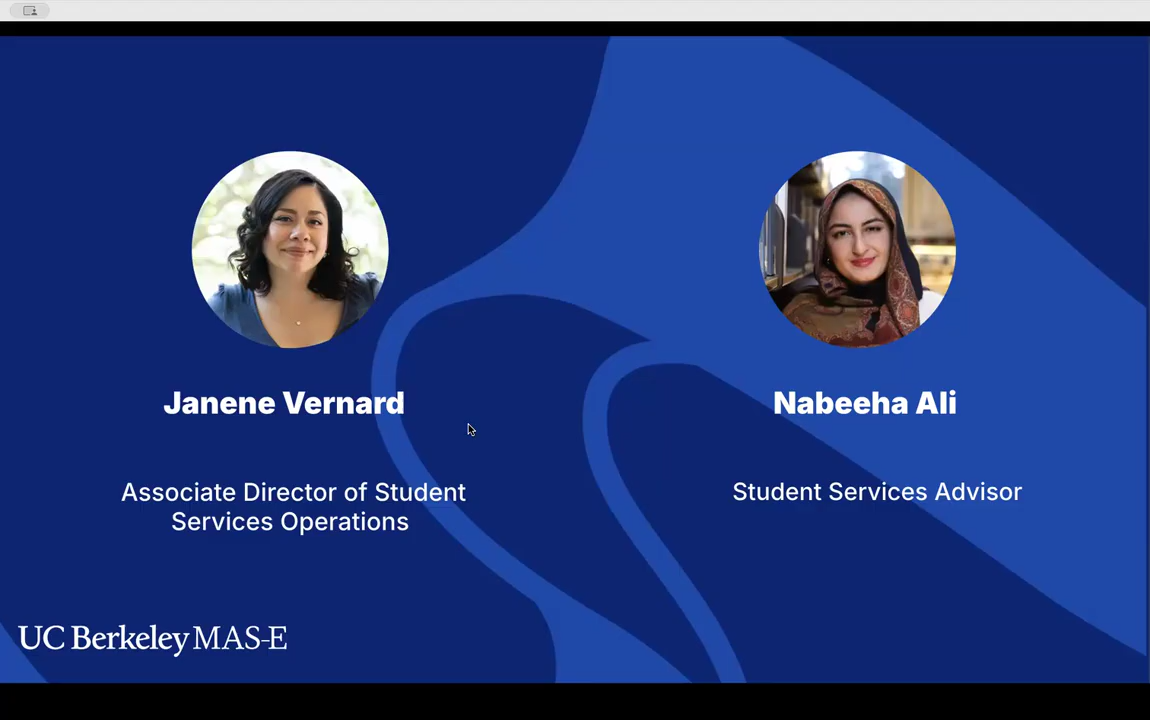 Janene Vernard
Associate Director of Student
Services Operations
Nabeeha Ali
Student Services Advisor
UC Berkeley MAS-E